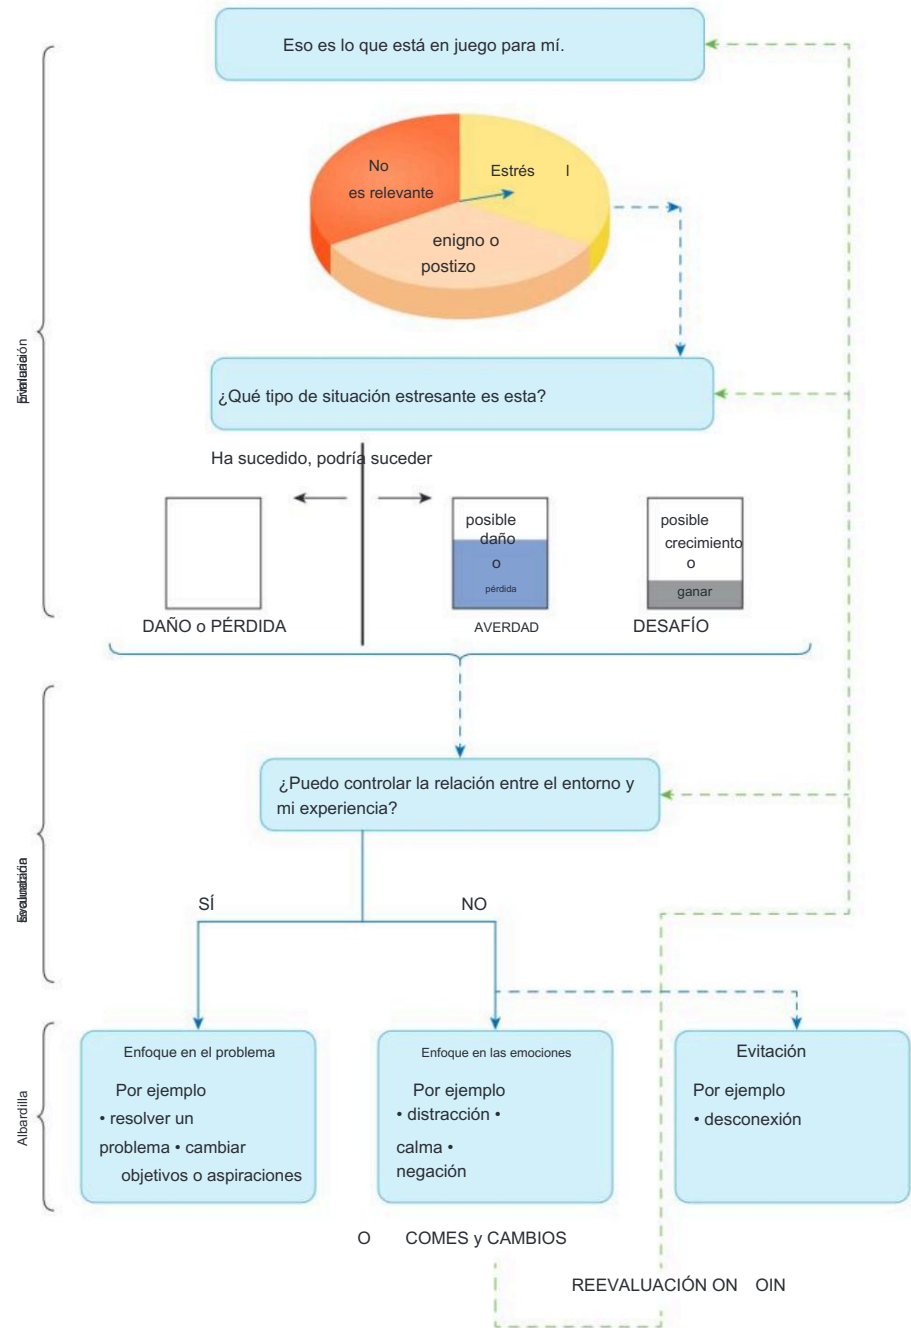 Eso es lo que está en juego para mí.
No
es relevante
Estrés l
enigno o
postizo
¿Qué tipo de situación estresante es esta?
Ha sucedido, podría suceder
posible
daño
o
pérdida
posible
crecimiento
o
ganar
DAÑO o PÉRDIDA
AVERDAD
DESAFÍO
¿Puedo controlar la relación entre el entorno y
mi experiencia?
SÍ
NO
Albardilla
Enfoque en el problema
Por ejemplo
• resolver un
problema • cambiar
objetivos o aspiraciones
Enfoque en las emociones
Por ejemplo
• distracción •
calma •
negación
Evitación
Por ejemplo
• desconexión
O COMES y CAMBIOS
REEVALUACIÓN ON OIN